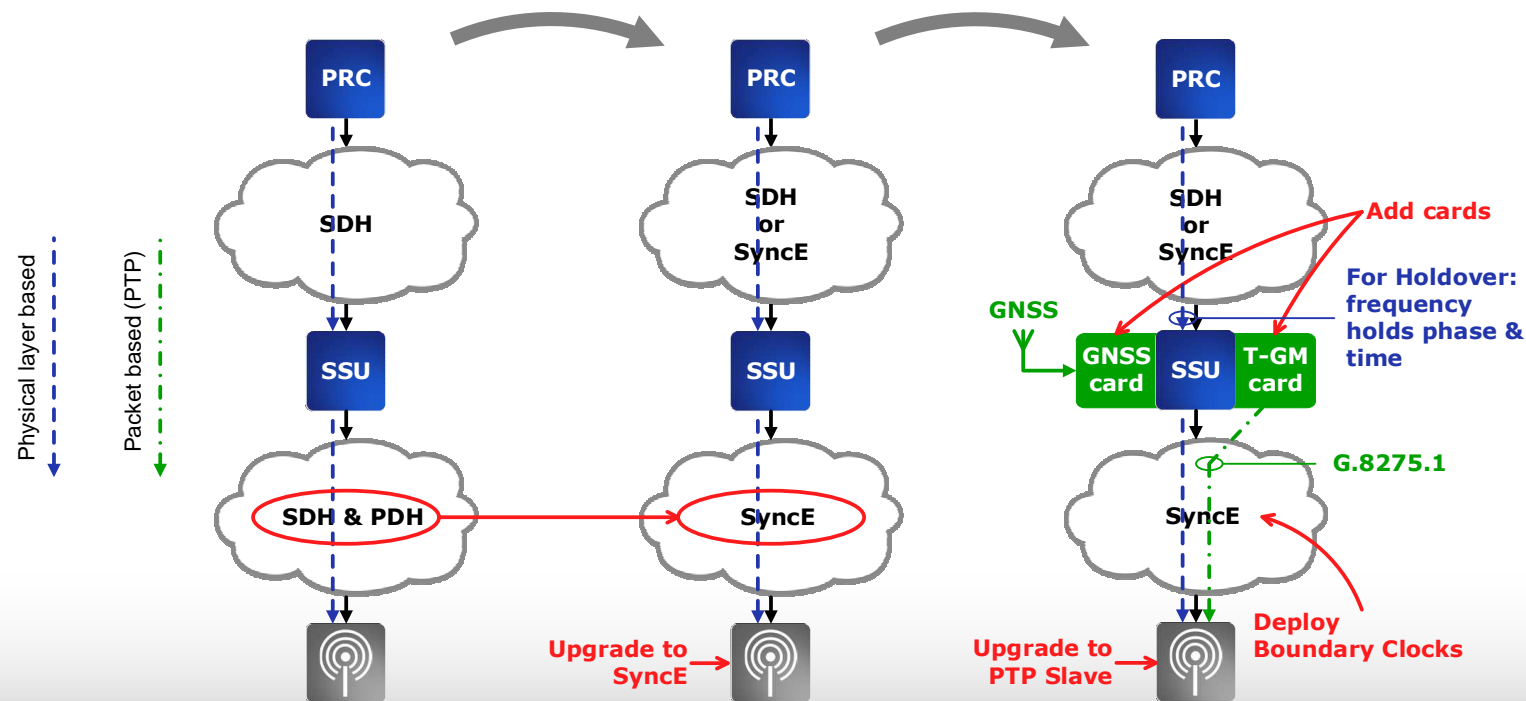 PRC
PRC
PRC
SDH
SDH
or
SyncE
SDH
or
SyncE
Add cards
Physical layer based
Packet based (PTP)
For Holdover:
frequency
holds phase &
time
GNSS
SSU
SSU
GNSS
card
SSU
T-GM
card
G.8275.1
SDH & PDH
SyncE
SyncE
Deploy
Boundary Clocks
Upgrade to
SyncE
Upgrade to
PTP Slave